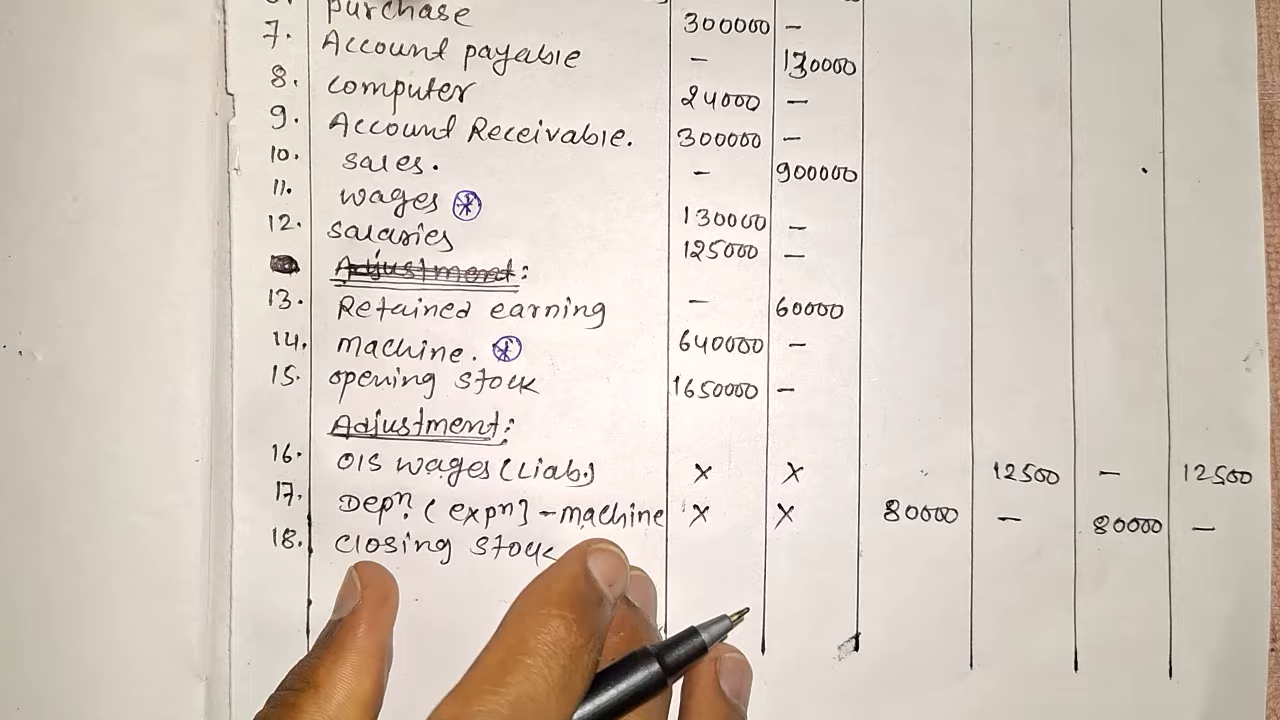 purchase 300000 -
7. Account payable - 130000
8. computer 24000 -
9. Account Receivable. 300000 -
10. sales. - 900000
11. wages * 130000 -
12. salaries 125000 -
Adjustment:
13. Retained earning - 60000
14. machine. * 640000 -
15. opening stock 1650000 -
Adjustment:
16. O/S wages (Liab.) x x 12500 - 12500
17. Depn. (expn] - machine x x 80000 - 80000 -
18. closing stock